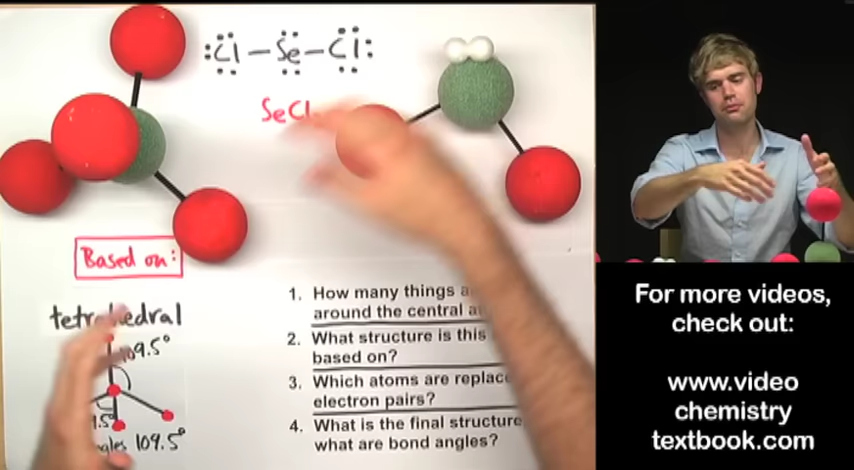 :Cl - Se - Cl:
SeCl
Based on:
tetrahedral
109.5°
109.5°
1. How many things
around the central
2. What structure is this
based on?
3. Which atoms are
electron pairs?
4. What is the final structure
what are bond angles?
For more videos,
check out:
www.video
chemistry
textbook.com